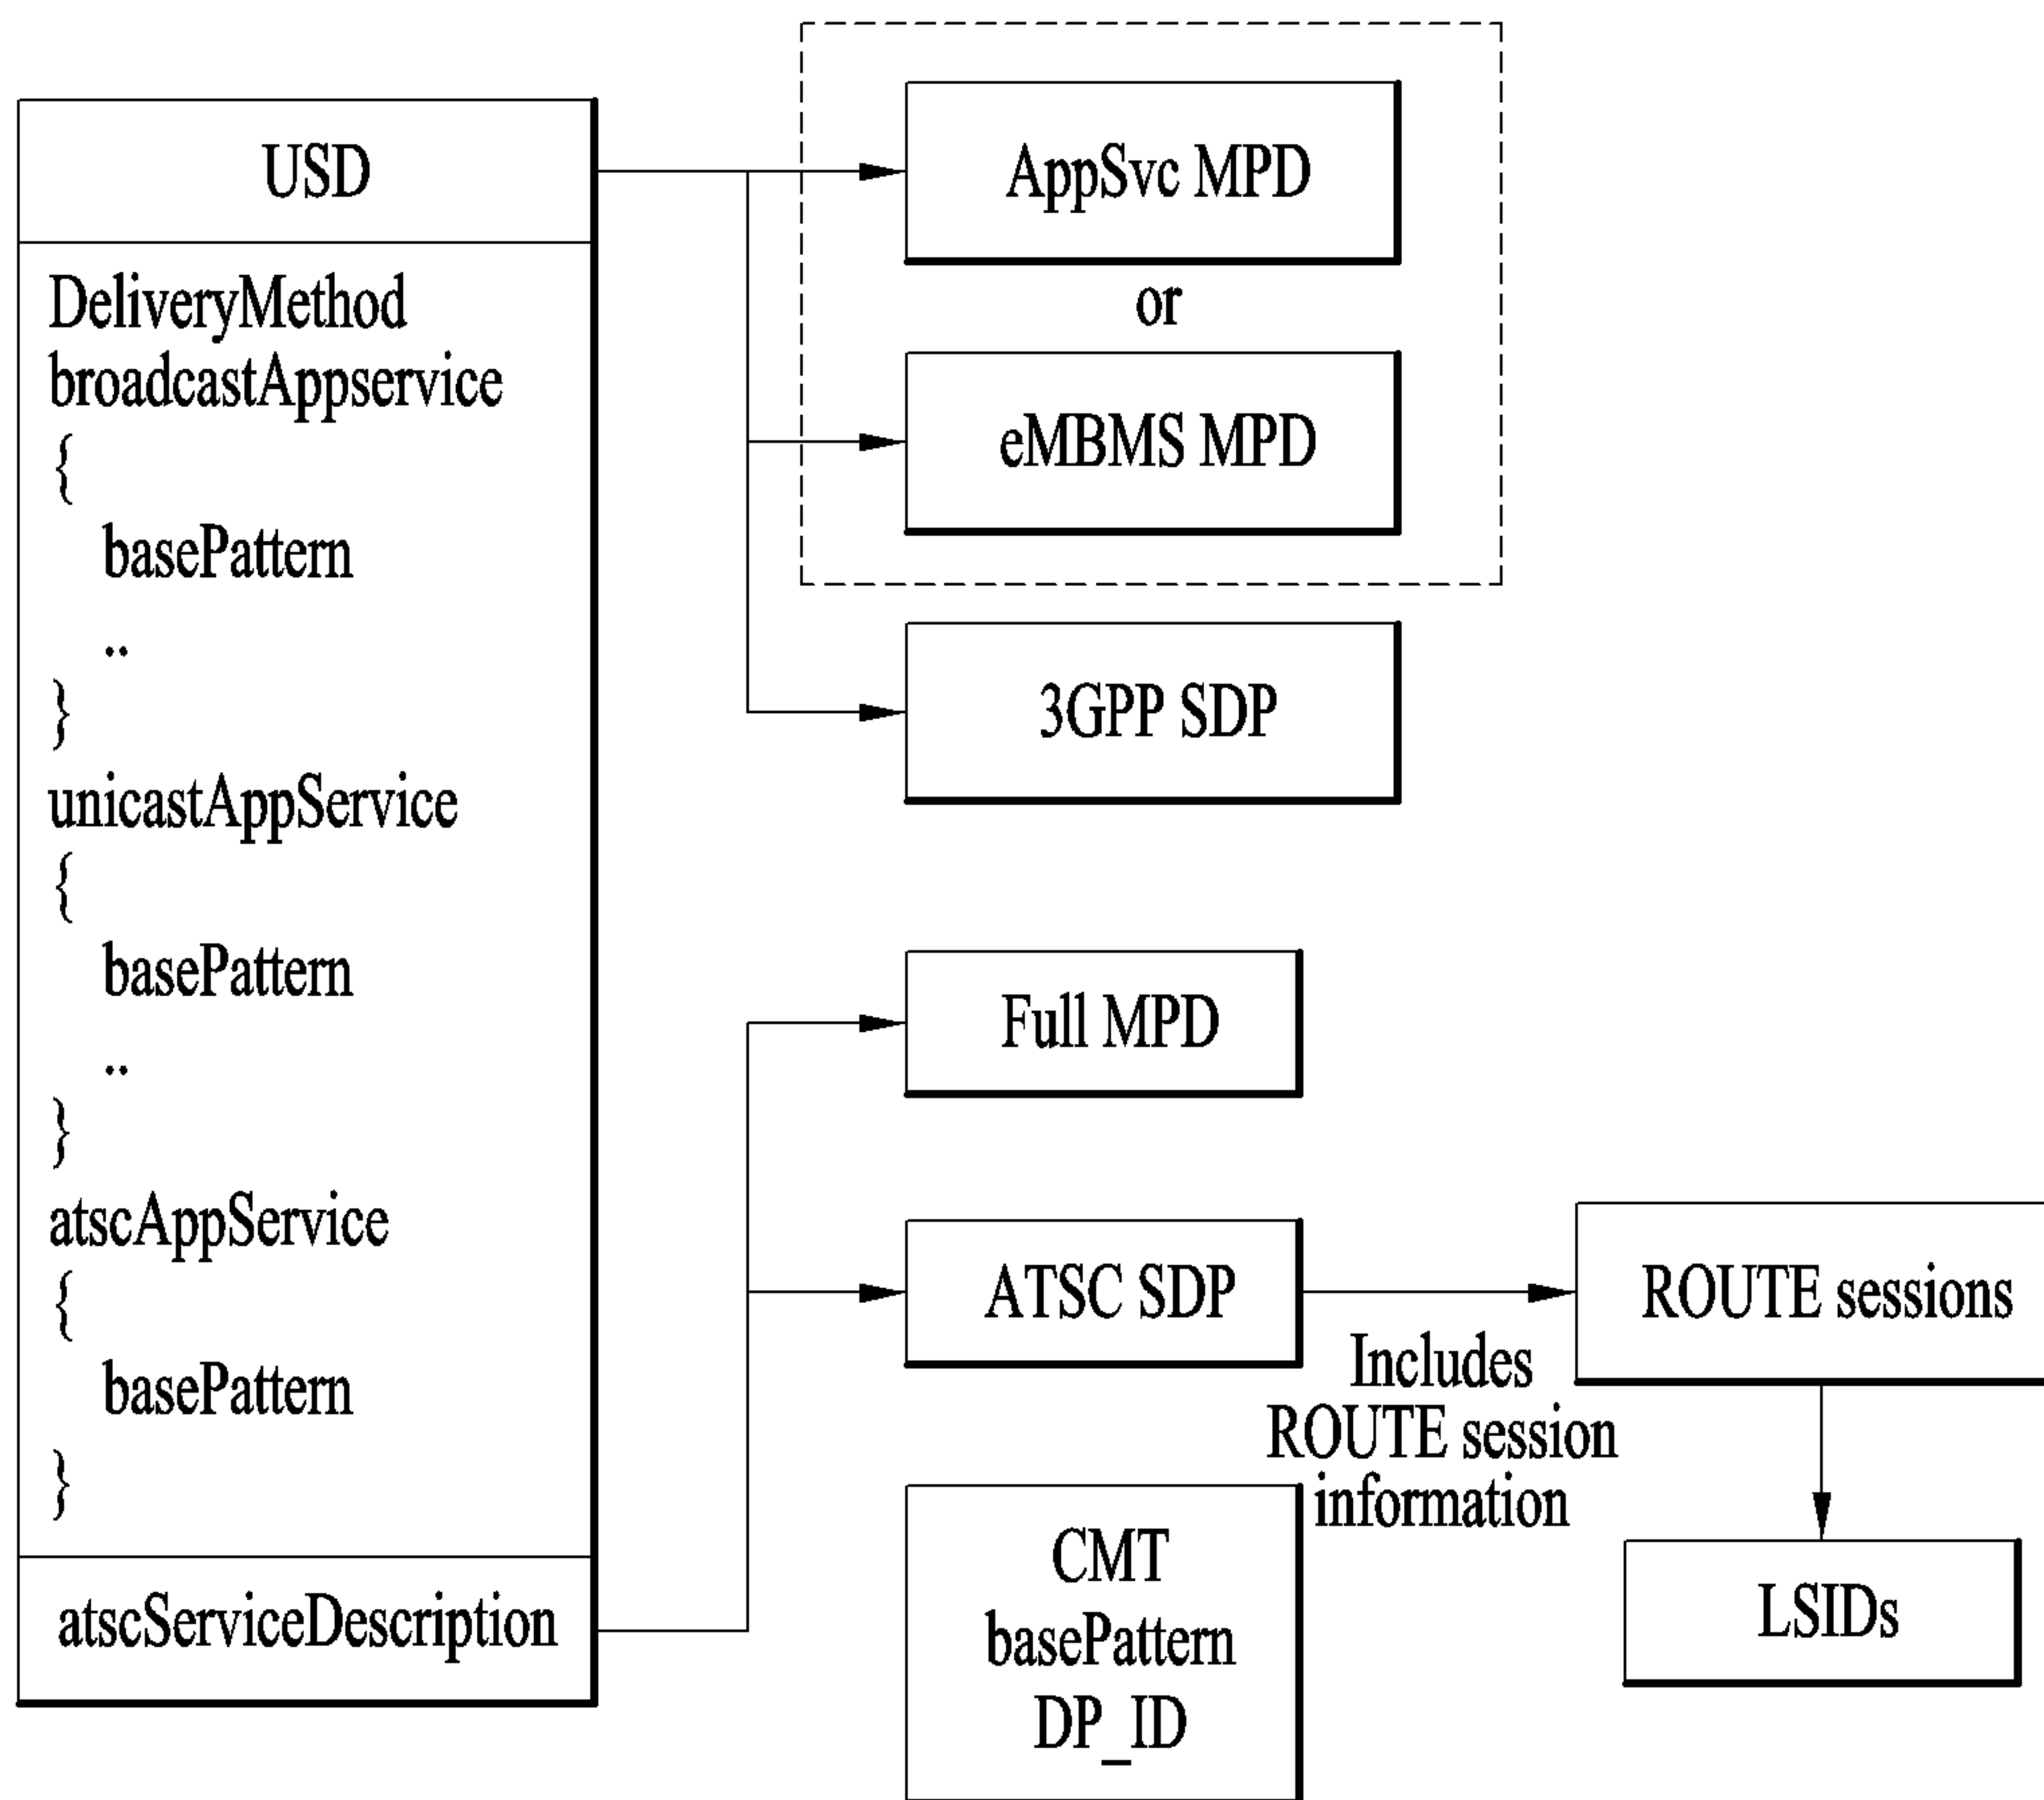 USD
DeliveryMethod
broadcastAppservice
{
basePattern
..
}
unicastAppService
{
basePattern
..
}
atscAppService
{
basePattern
}
atscServiceDescription
AppSvc MPD
or
eMBMS MPD
3GPP SDP
Full MPD
ATSC SDP
Includes
ROUTE session
information
ROUTE sessions
LSIDs
CMT
basePattern
DP_ID